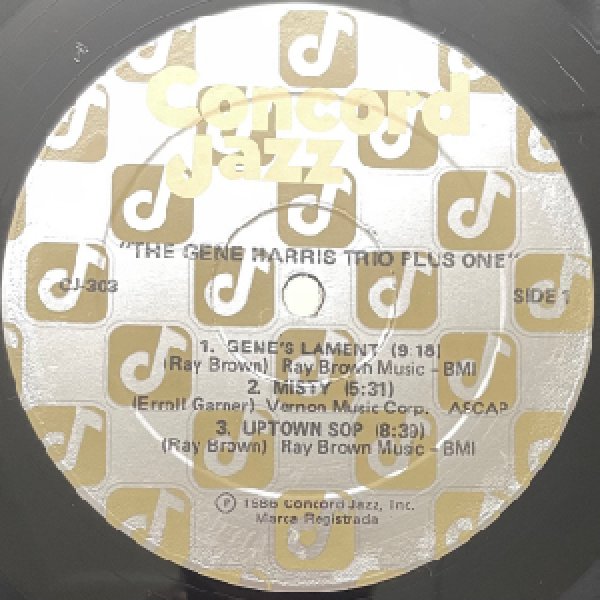 Concord
Jazz
"THE GENE HARRIS TRIO PLUS ONE"
CJ-303
SIDE 1
1. GENE'S LAMENT (9:18)
(Ray Brown) Ray Brown Music - BMI
2. MISTY (5:31)
(Erroll Garner) Vernon Music Corp. ASCAP
3. UPTOWN SOP (8:39)
(Ray Brown) Ray Brown Music - BMI
℗ 1986 Concord Jazz, Inc.
Marca Registrada